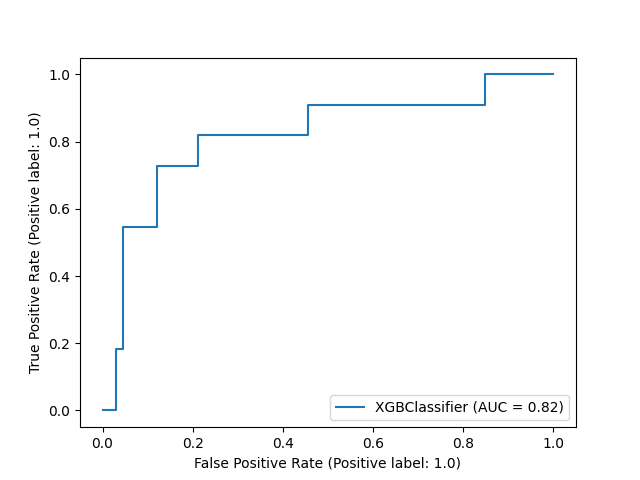 1.0
0.8
0.6
0.4
0.2
0.0
True Positive Rate (Positive label: 1.0)
XGBClassifier (AUC = 0.82)
0.0 0.2 0.4 0.6 0.8 1.0
False Positive Rate (Positive label: 1.0)